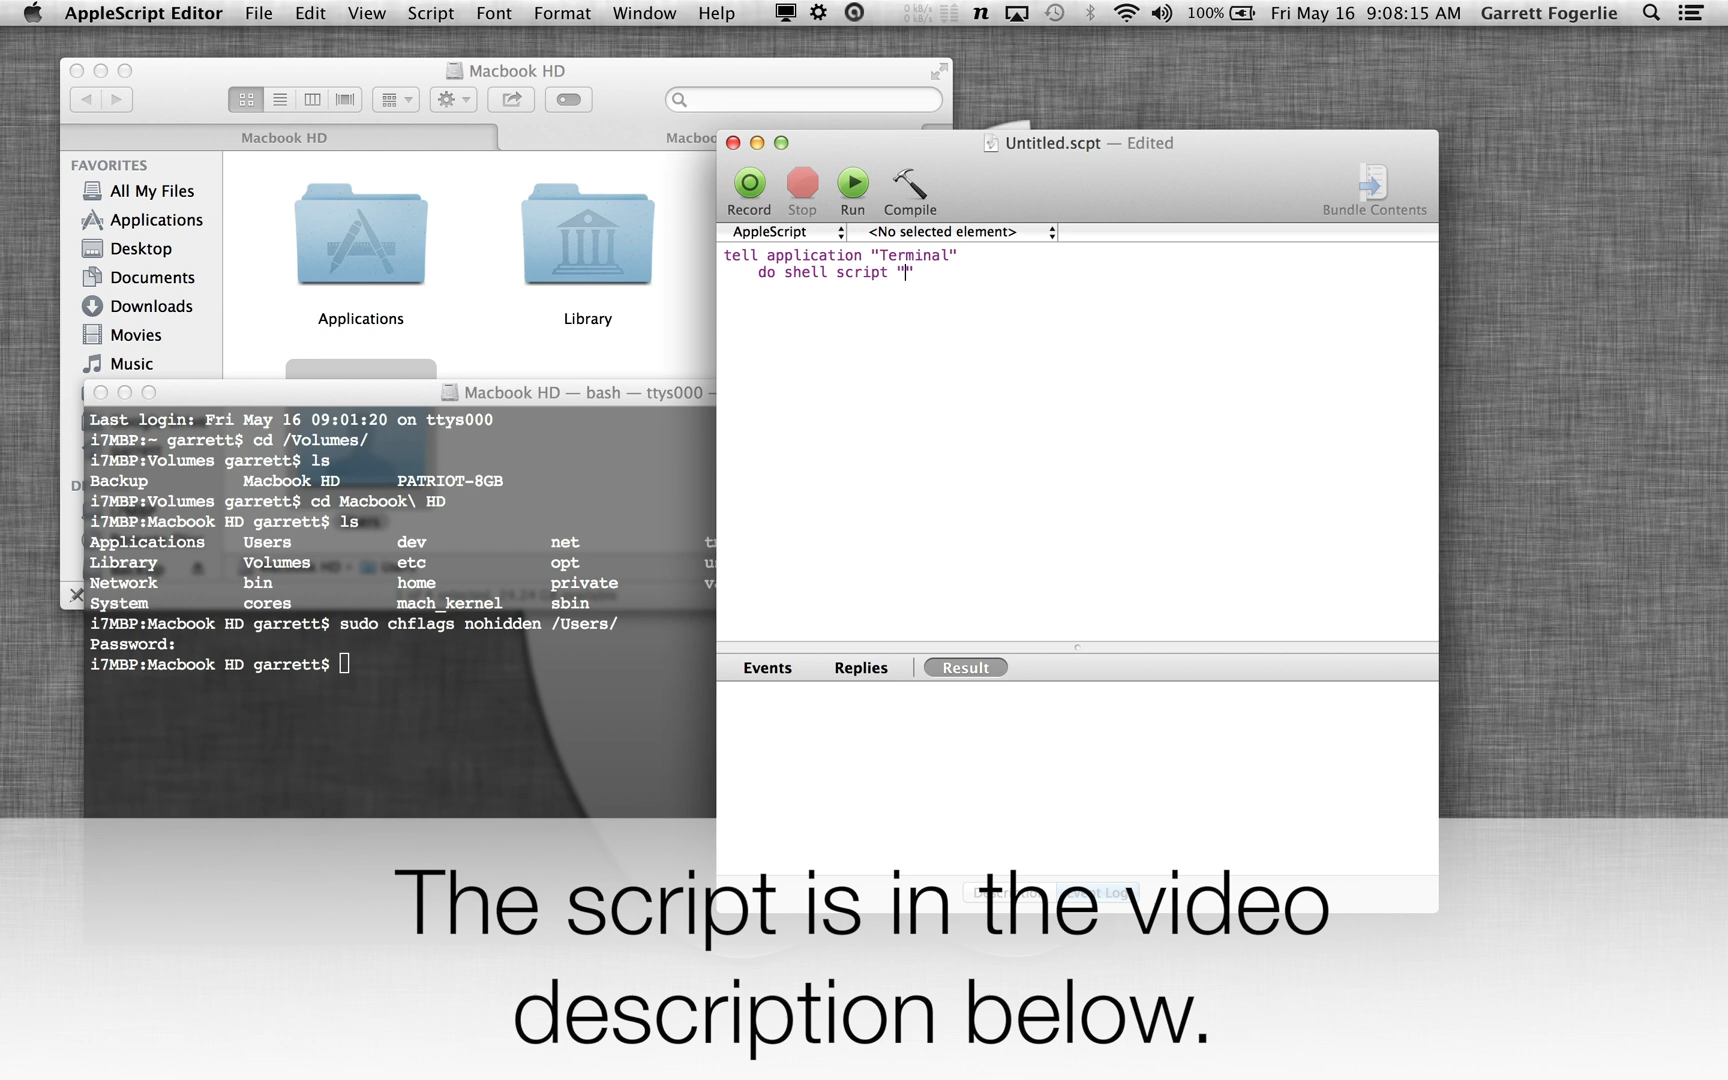 AppleScript Editor File Edit View Script Font Format Window Help 0 kB/s 0 kB/s n 100% Fri May 16 9:08:15 AM Garrett Fogerlie
Macbook HD
Macbook HD
FAVORITES
All My Files
Applications
Desktop
Documents
Downloads
Movies
Music
Applications
Library
Macbook HD — bash — ttys000 —
Last login: Fri May 16 09:01:20 on ttys000
i7MBP:~ garrett$ cd /Volumes/
i7MBP:Volumes garrett$ ls
Backup Macbook HD PATRIOT-8GB
i7MBP:Volumes garrett$ cd Macbook\ HD
i7MBP:Macbook HD garrett$ ls
Applications Users dev net
Library Volumes etc opt
Network bin home private
System cores mach_kernel sbin
i7MBP:Macbook HD garrett$ sudo chflags nohidden /Users/
Password:
i7MBP:Macbook HD garrett$
Untitled.scpt — Edited
Record Stop Run Compile Bundle Contents
AppleScript <No selected element>
tell application "Terminal"
do shell script ""
Events Replies Result
The script is in the video
description below.